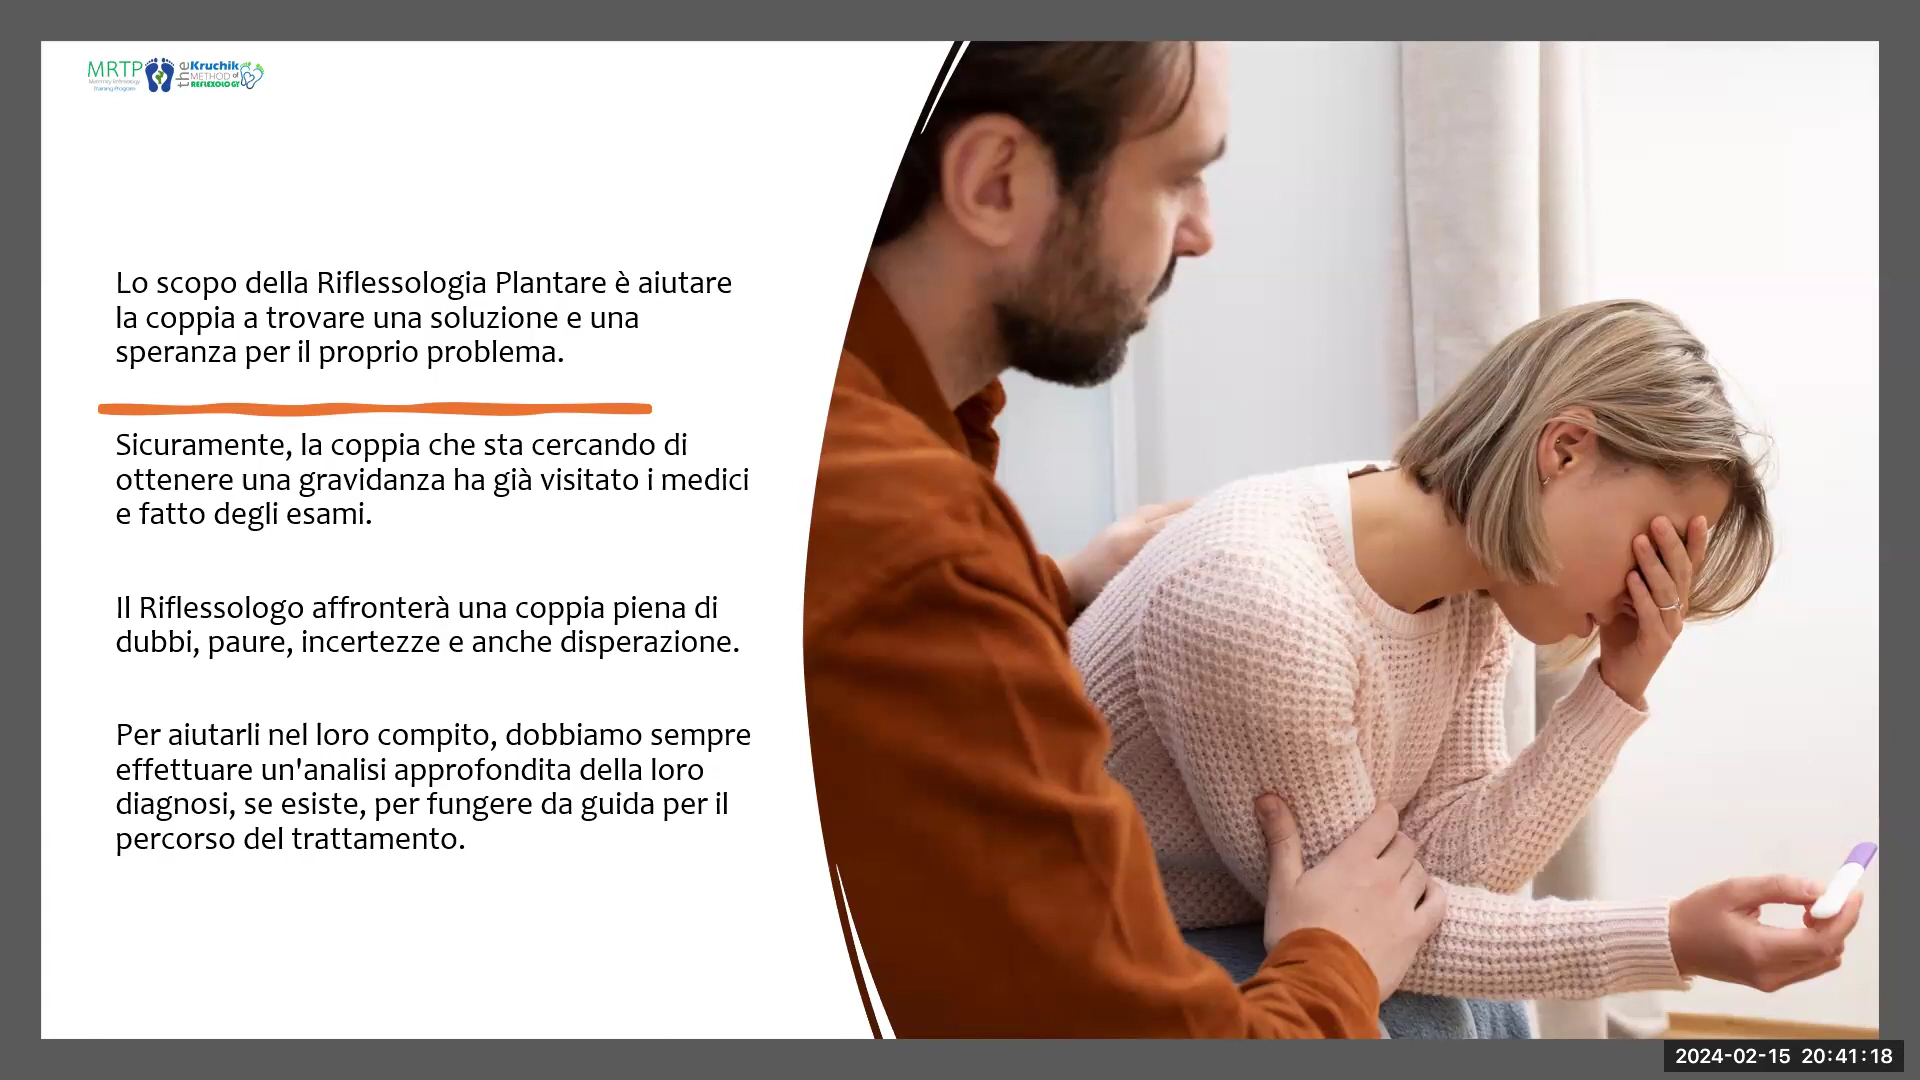 MRTP
Training Program
the
Kruchik
METHOD of
REFLEXOLOGY
Lo scopo della Riflessologia Plantare è aiutare
la coppia a trovare una soluzione e una
speranza per il proprio problema.
Sicuramente, la coppia che sta cercando di
ottenere una gravidanza ha già visitato i medici
e fatto degli esami.
Il Riflessologo affronterà una coppia piena di
dubbi, paure, incertezze e anche disperazione.
Per aiutarli nel loro compito, dobbiamo sempre
effettuare un'analisi approfondita della loro
diagnosi, se esiste, per fungere da guida per il
percorso del trattamento.
2024-02-15 20:41:18